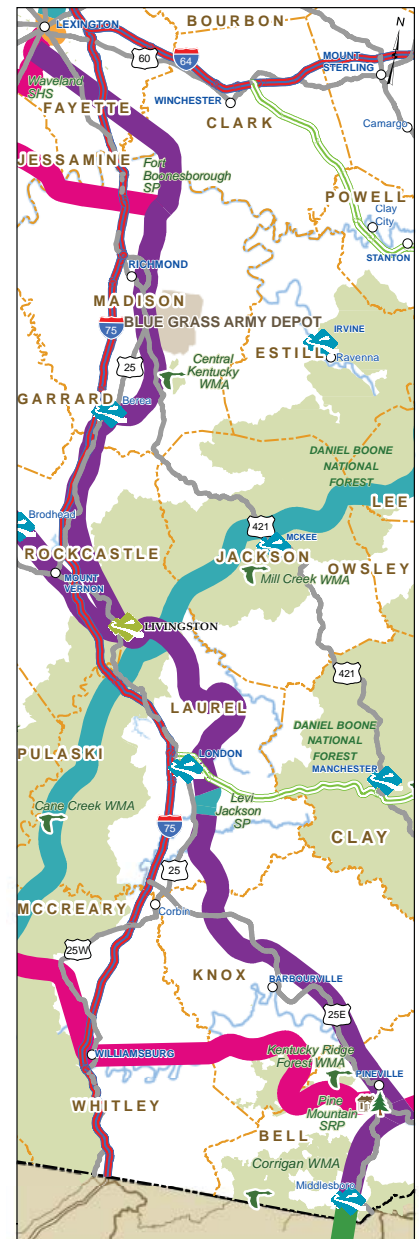 BOURBON
LEXINGTON
N
60
64
MOUNT
STERLING
Waveland
SHS
FAYETTE
WINCHESTER
CLARK
Camargo
JESSAMINE
Fort
Boonesborough
SP
POWELL
Clay
City
STANTON
RICHMOND
MADISON
75
BLUE GRASS ARMY DEPOT
IRVINE
ESTILL
Ravenna
25
Central
Kentucky
WMA
GARRARD
Berea
DANIEL BOONE
NATIONAL
FOREST
LEE
Brodhead
421
MCKEE
ROCKCASTLE
JACKSON
OWSLEY
MOUNT
VERNON
Mill Creek WMA
LIVINGSTON
421
LAUREL
DANIEL BOONE
NATIONAL
FOREST
PULASKI
LONDON
MANCHESTER
Cane Creek WMA
Levi
Jackson
SP
75
CLAY
25
MCCREARY
Corbin
25W
KNOX
BARBOURVILLE
25E
WILLIAMSBURG
Kentucky Ridge
Forest WMA
PINEVILLE
WHITLEY
Pine
Mountain
SRP
BELL
Corrigan WMA
Middlesboro